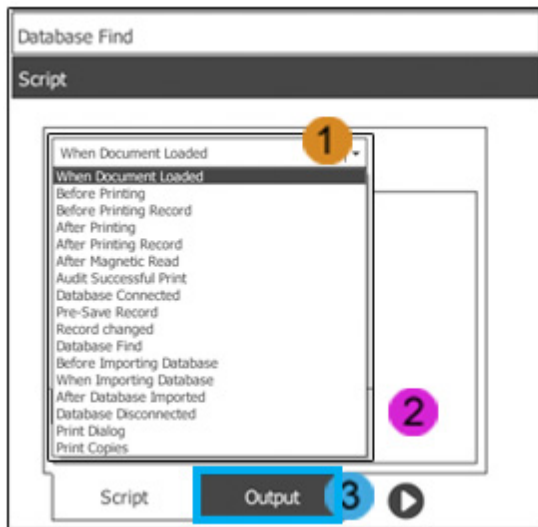 Database Find
Script
1
When Document Loaded
When Document Loaded
Before Printing
Before Printing Record
After Printing
After Printing Record
After Magnetic Read
Audit Successful Print
Database Connected
Pre-Save Record
Record changed
Database Find
Before Importing Database
When Importing Database
After Database Imported
Database Disconnected
Print Dialog
Print Copies
2
Script Output 3